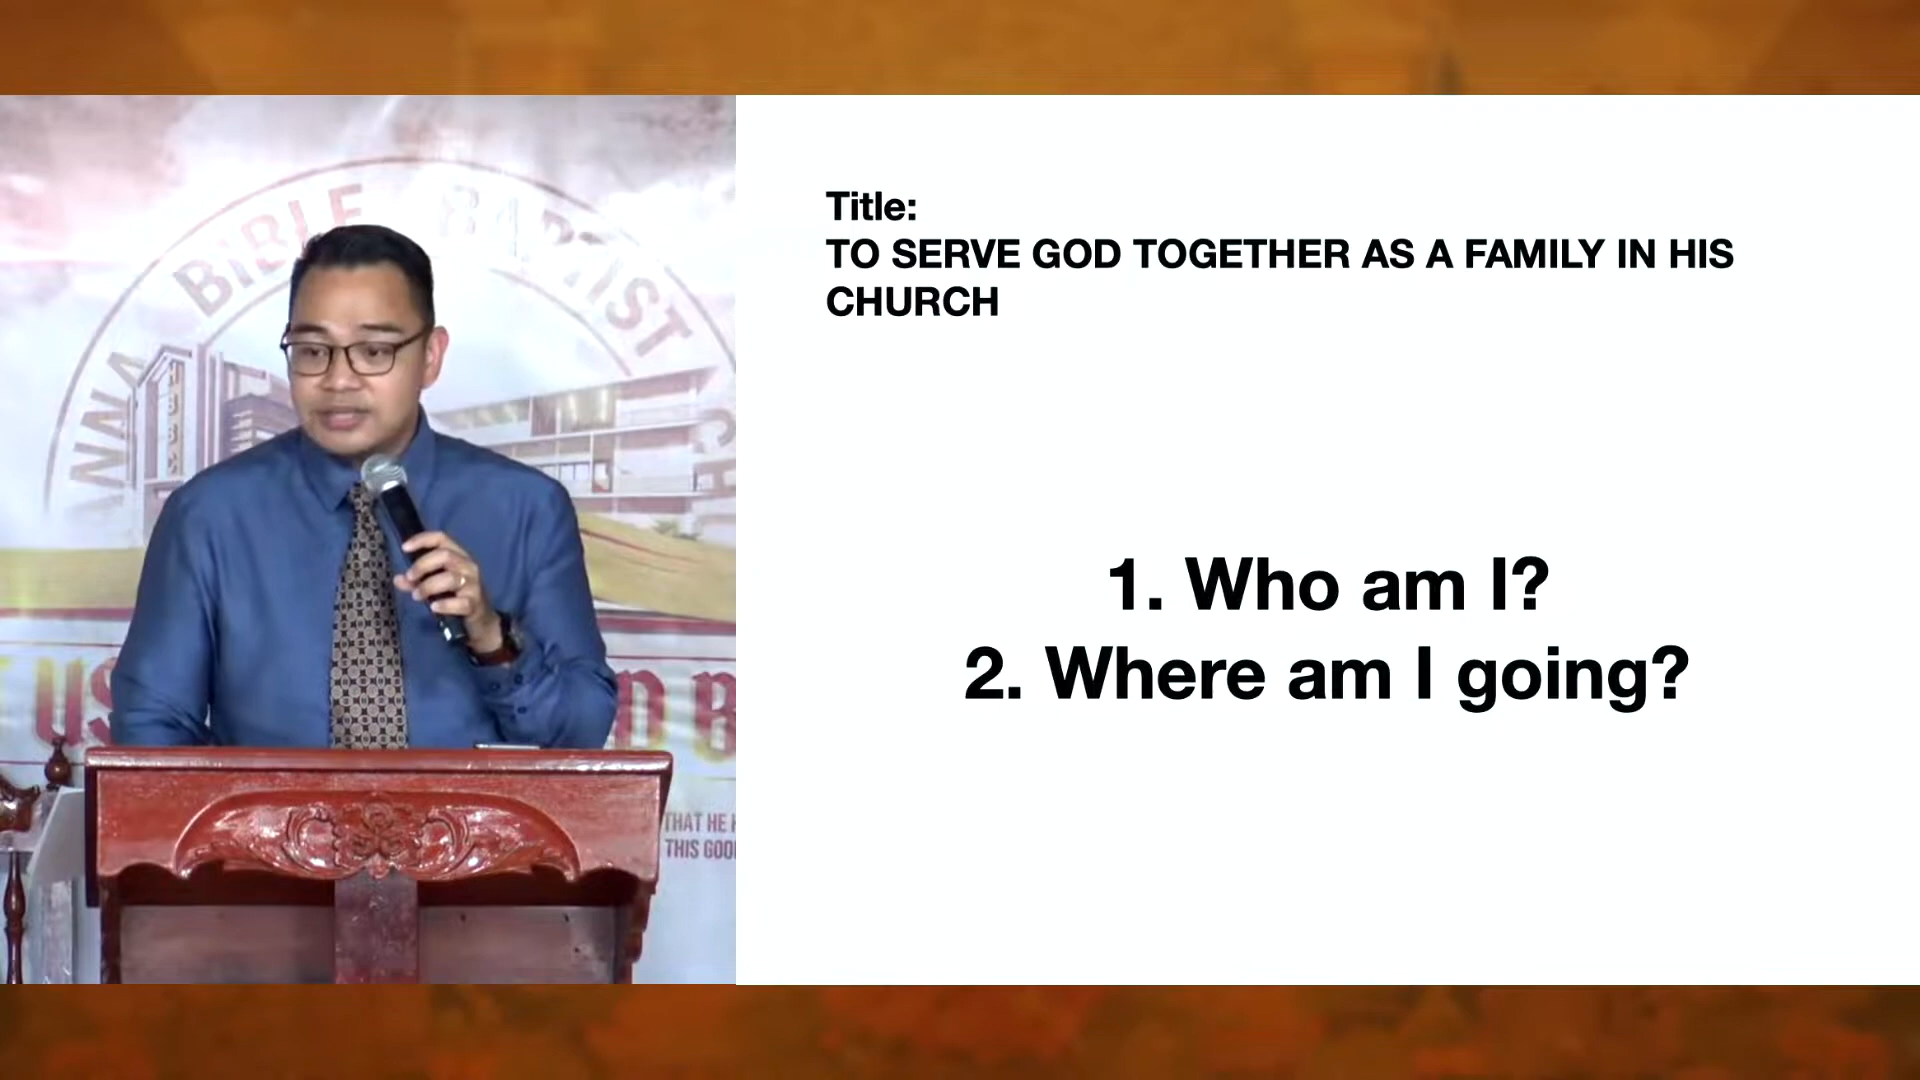 BIBLE BAPTIST
Title:
TO SERVE GOD TOGETHER AS A FAMILY IN HIS
CHURCH
1. Who am I?
2. Where am I going?
US
THAT HE
THIS